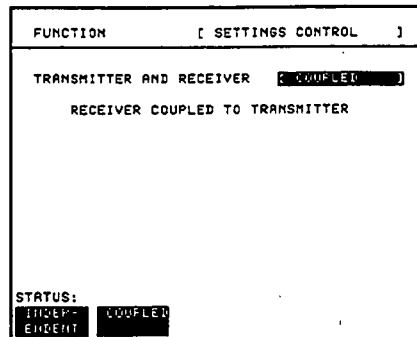 FUNCTION [ SETTINGS CONTROL ]
TRANSMITTER AND RECEIVER [ COUPLED ]
RECEIVER COUPLED TO TRANSMITTER
STATUS:
INDEP- COUPLED
ENDENT